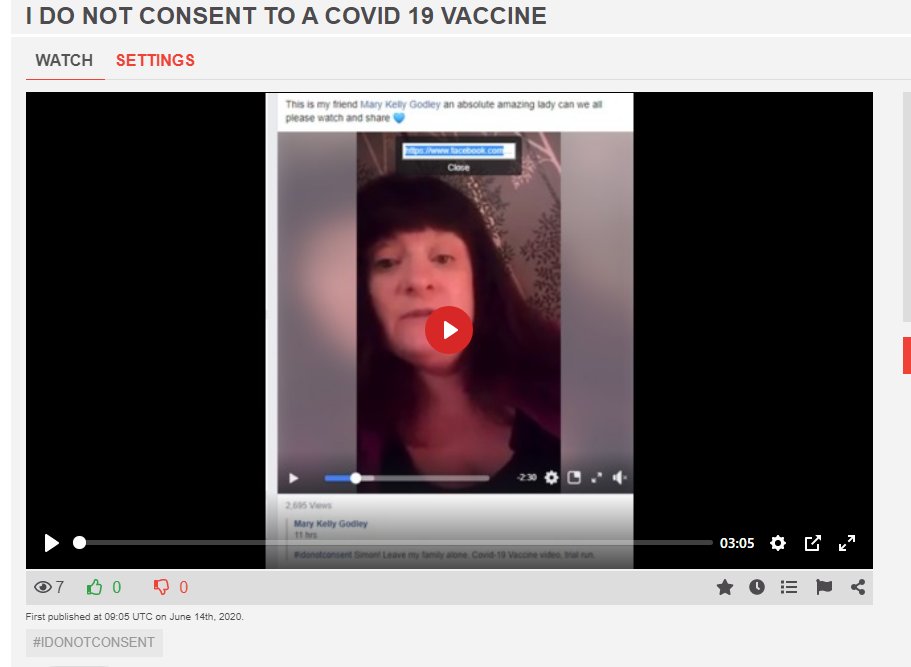 I DO NOT CONSENT TO A COVID 19 VACCINE
WATCH
SETTINGS
This is my friend Mary Kelly Godley an absolute amazing lady can we all
please watch and share
https://www.facebook.com
Close
-2:30
2,695 Views
Mary Kelly Godley
11 hrs
#idonotconsent Simon! Leave my family alone. Covid-19 Vaccine video, trial run.
03:05
7
0
0
First published at 09:05 UTC on June 14th, 2020.
#IDONOTCONSENT